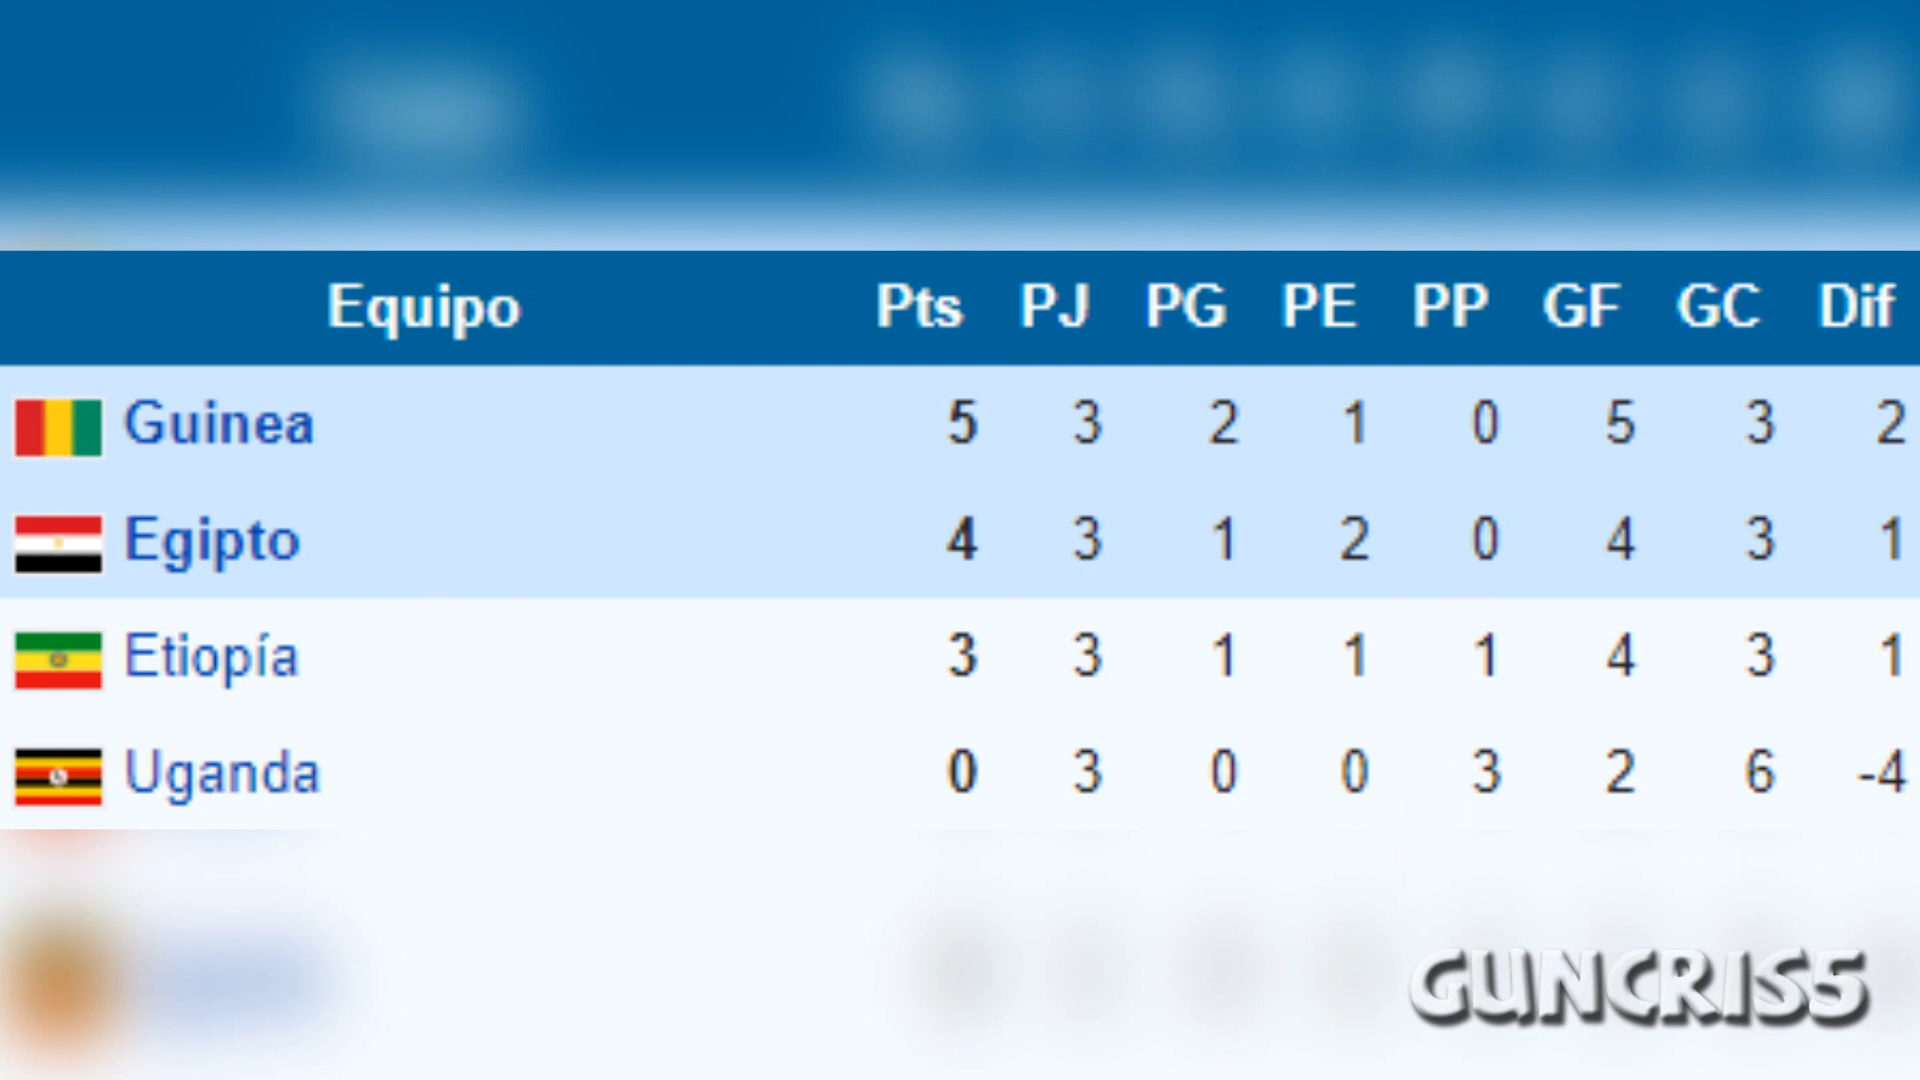 Equipo Pts PJ PG PE PP GF GC Dif
Guinea 5 3 2 1 0 5 3 2
Egipto 4 3 1 2 0 4 3 1
Etiopía 3 3 1 1 1 4 3 1
Uganda 0 3 0 0 3 2 6 -4
GUNCRIS5